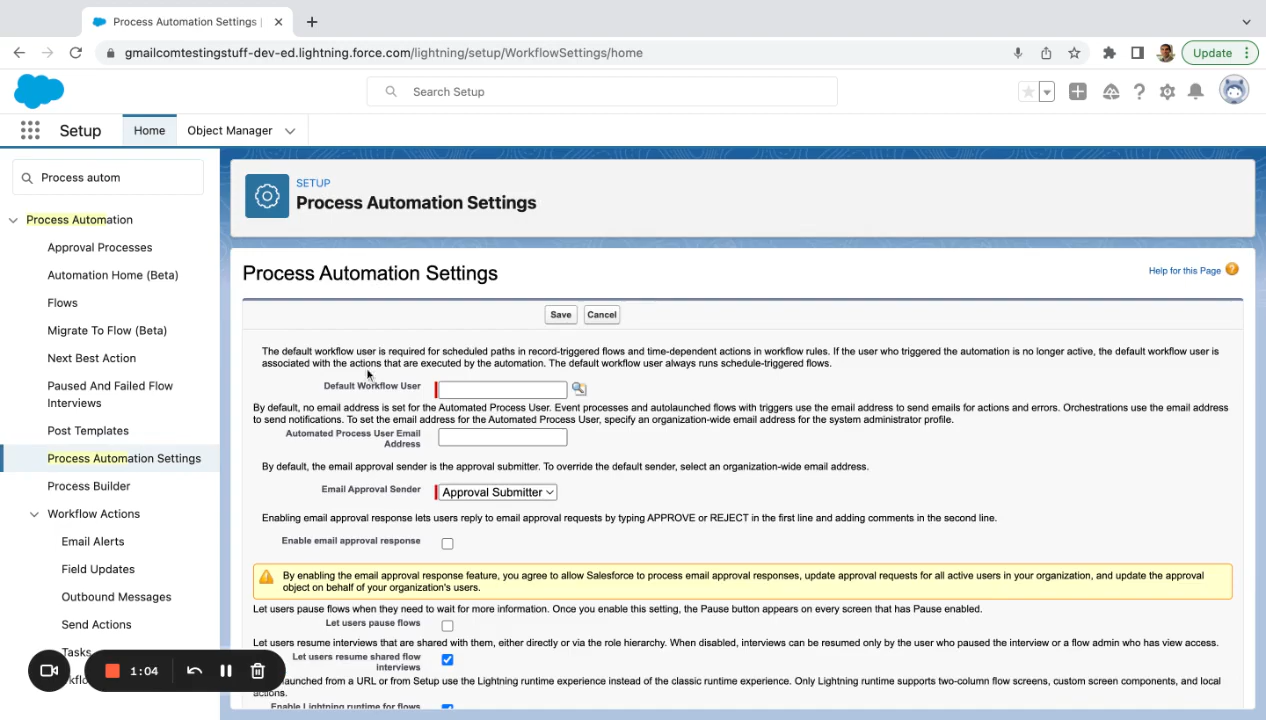 Process Automation Settings |
gmailcomtestingstuff-dev-ed.lightning.force.com/lightning/setup/WorkflowSettings/home
Update
Search Setup
Setup
Home
Object Manager
Process autom
Process Automation
Approval Processes
Automation Home (Beta)
Flows
Migrate To Flow (Beta)
Next Best Action
Paused And Failed Flow
Interviews
Post Templates
Process Automation Settings
Process Builder
Workflow Actions
Email Alerts
Field Updates
Outbound Messages
Send Actions
Tasks
1:04
SETUP
Process Automation Settings
Process Automation Settings
Help for this Page ?
Save
Cancel
The default workflow user is required for scheduled paths in record-triggered flows and time-dependent actions in workflow rules. If the user who triggered the automation is no longer active, the default workflow user is
associated with the actions that are executed by the automation. The default workflow user always runs schedule-triggered flows.
Default Workflow User
By default, no email address is set for the Automated Process User. Event processes and autolaunched flows with triggers use the email address to send emails for actions and errors. Orchestrations use the email address
to send notifications. To set the email address for the Automated Process User, specify an organization-wide email address for the system administrator profile.
Automated Process User Email
Address
By default, the email approval sender is the approval submitter. To override the default sender, select an organization-wide email address.
Email Approval Sender
Approval Submitter
Enabling email approval response lets users reply to email approval requests by typing APPROVE or REJECT in the first line and adding comments in the second line.
Enable email approval response
By enabling the email approval response feature, you agree to allow Salesforce to process email approval responses, update approval requests for all active users in your organization, and update the approval
object on behalf of your organization's users.
Let users pause flows when they need to wait for more information. Once you enable this setting, the Pause button appears on every screen that has Pause enabled.
Let users pause flows
Let users resume interviews that are shared with them, either directly or via the role hierarchy. When disabled, interviews can be resumed only by the user who paused the interview or a flow admin who has view access.
Let users resume shared flow
interviews
launched from a URL or from Setup use the Lightning runtime experience instead of the classic runtime experience. Only Lightning runtime supports two-column flow screens, custom screen components, and local
actions.
Enable Lightning runtime for flows